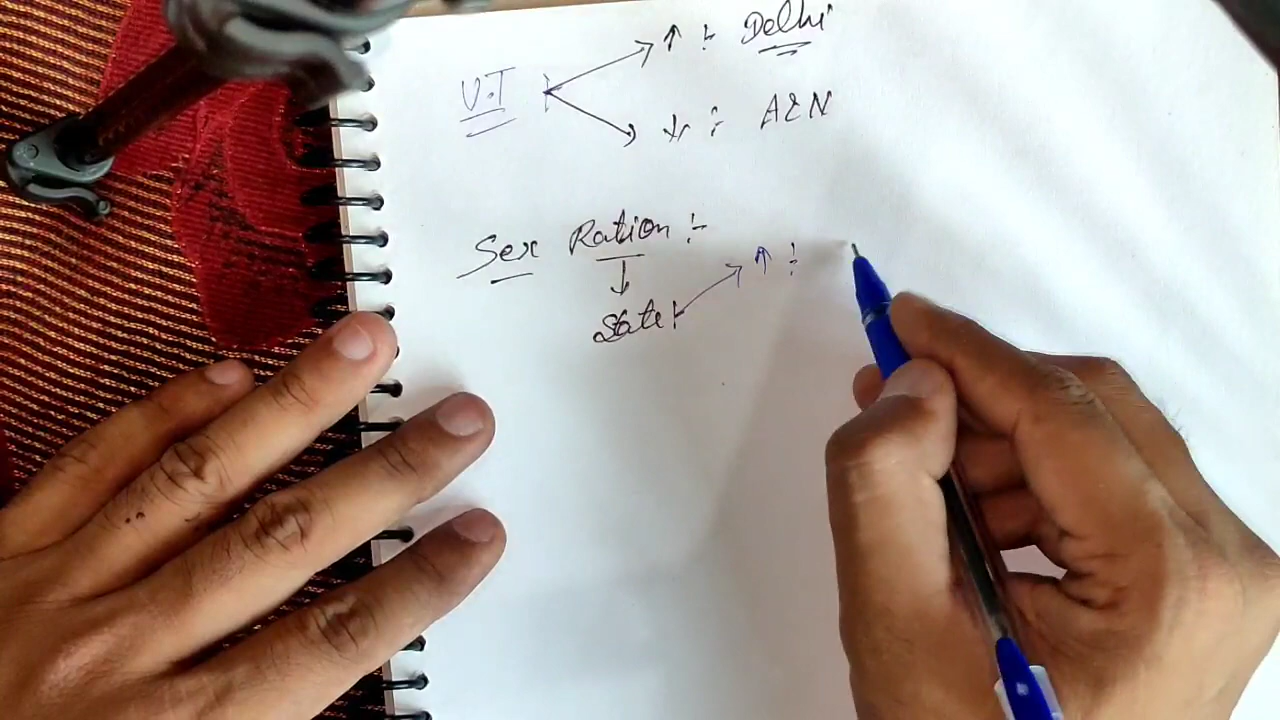 ↑ :- Delhi
U.T
↓ :- A&N
Sex Ration :-
↓
State
↑ :